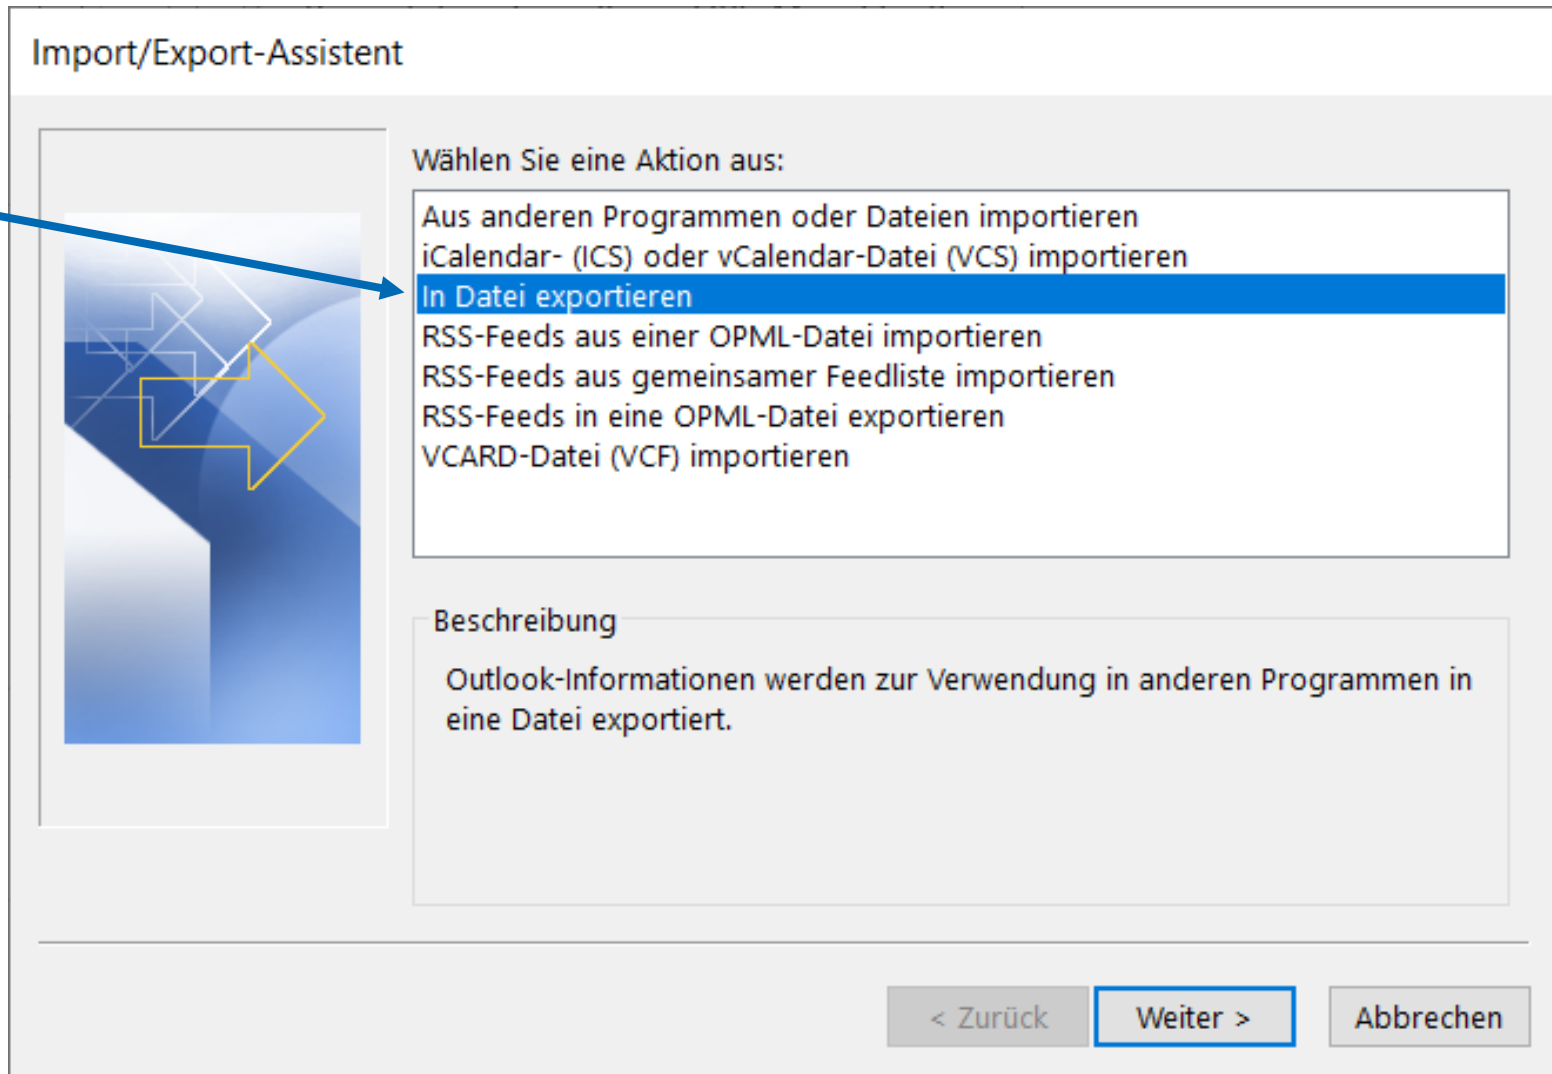 Import/Export-Assistent
Wählen Sie eine Aktion aus:
Aus anderen Programmen oder Dateien importieren
iCalendar- (ICS) oder vCalendar-Datei (VCS) importieren
In Datei exportieren
RSS-Feeds aus einer OPML-Datei importieren
RSS-Feeds aus gemeinsamer Feedliste importieren
RSS-Feeds in eine OPML-Datei exportieren
VCARD-Datei (VCF) importieren
Beschreibung
Outlook-Informationen werden zur Verwendung in anderen Programmen in
eine Datei exportiert.
< Zurück
Weiter >
Abbrechen